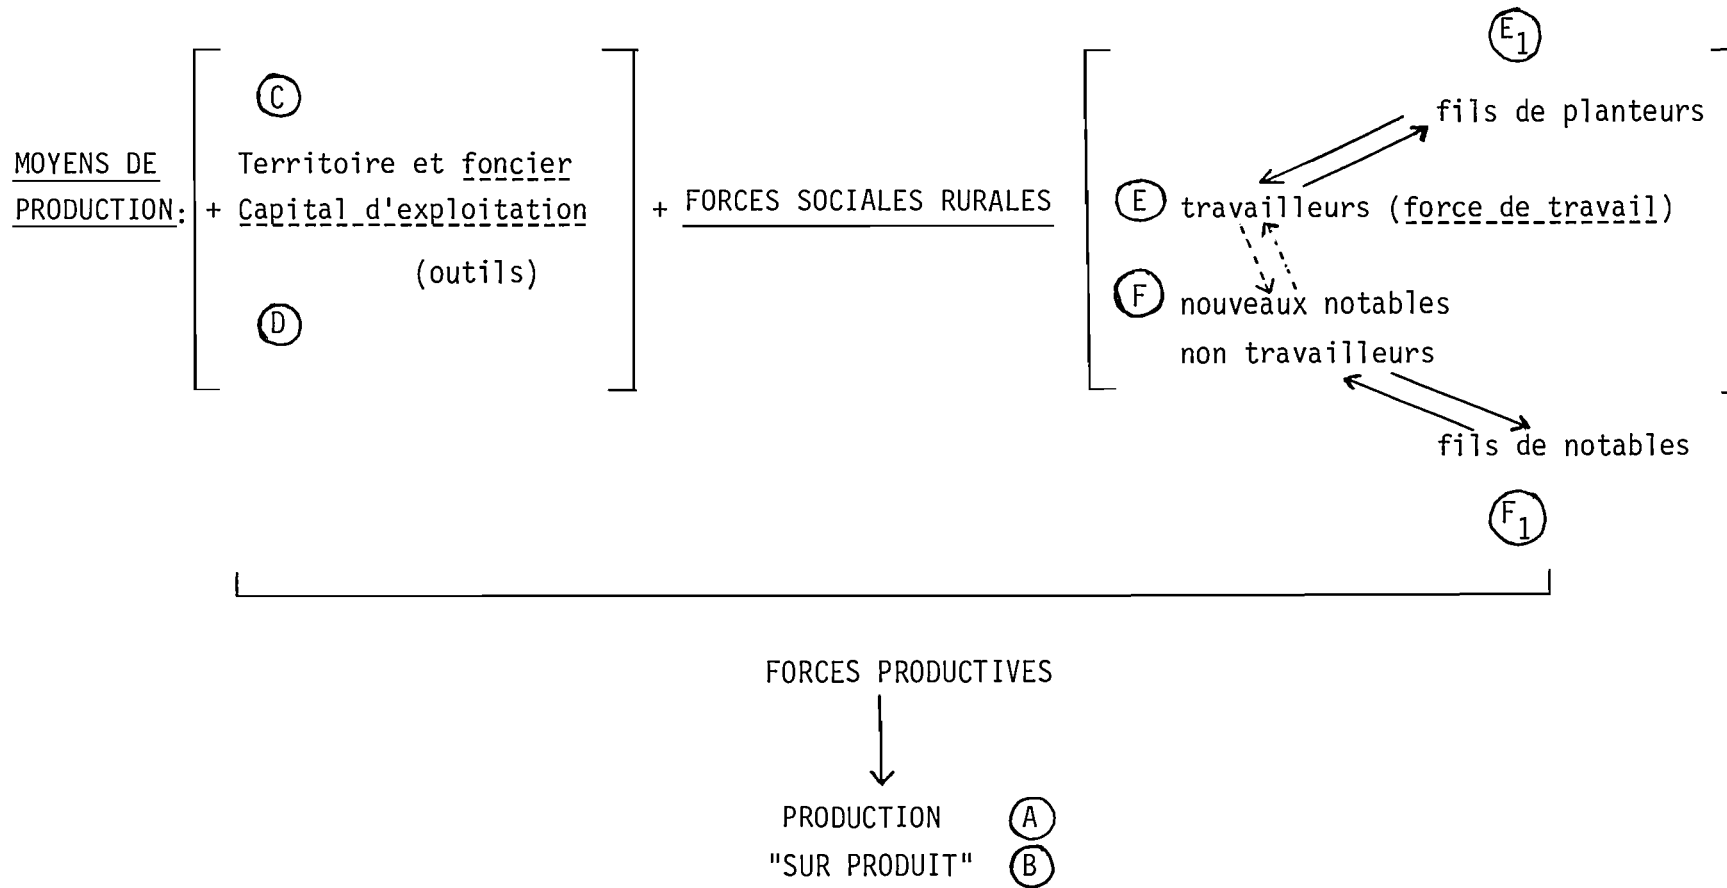 E1
C
fils de planteurs
MOYENS DE
PRODUCTION:
Territoire et foncier
+ Capital d'exploitation
(outils)
D
+ FORCES SOCIALES RURALES
E travailleurs (force de travail)
F nouveaux notables
non travailleurs
fils de notables
F1
FORCES PRODUCTIVES
PRODUCTION A
"SUR PRODUIT" B